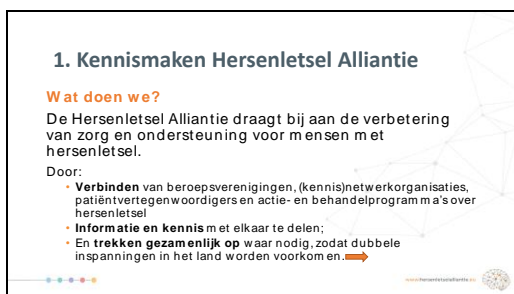 1. Kennismaken Hersenletsel Alliantie
Wat doen we?
De Hersenletsel Alliantie draagt bij aan de verbetering
van zorg en ondersteuning voor mensen met
hersenletsel.
Door:
• Verbinden van beroepsverenigingen, (kennis)netwerkorganisaties,
patiëntvertegenwoordigers en actie- en behandelprogramma's over
hersenletsel
• Informatie en kennis met elkaar te delen;
• En trekken gezamenlijk op waar nodig, zodat dubbele
inspanningen in het land worden voorkomen.